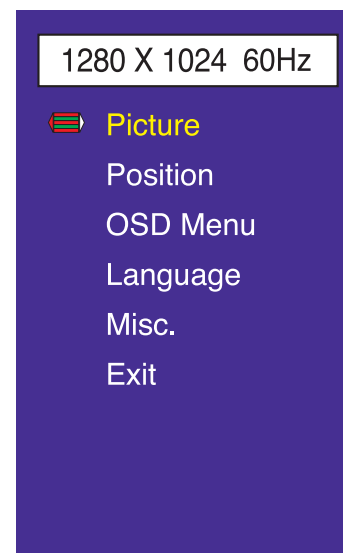 1280 X 1024 60Hz
Picture
Position
OSD Menu
Language
Misc.
Exit